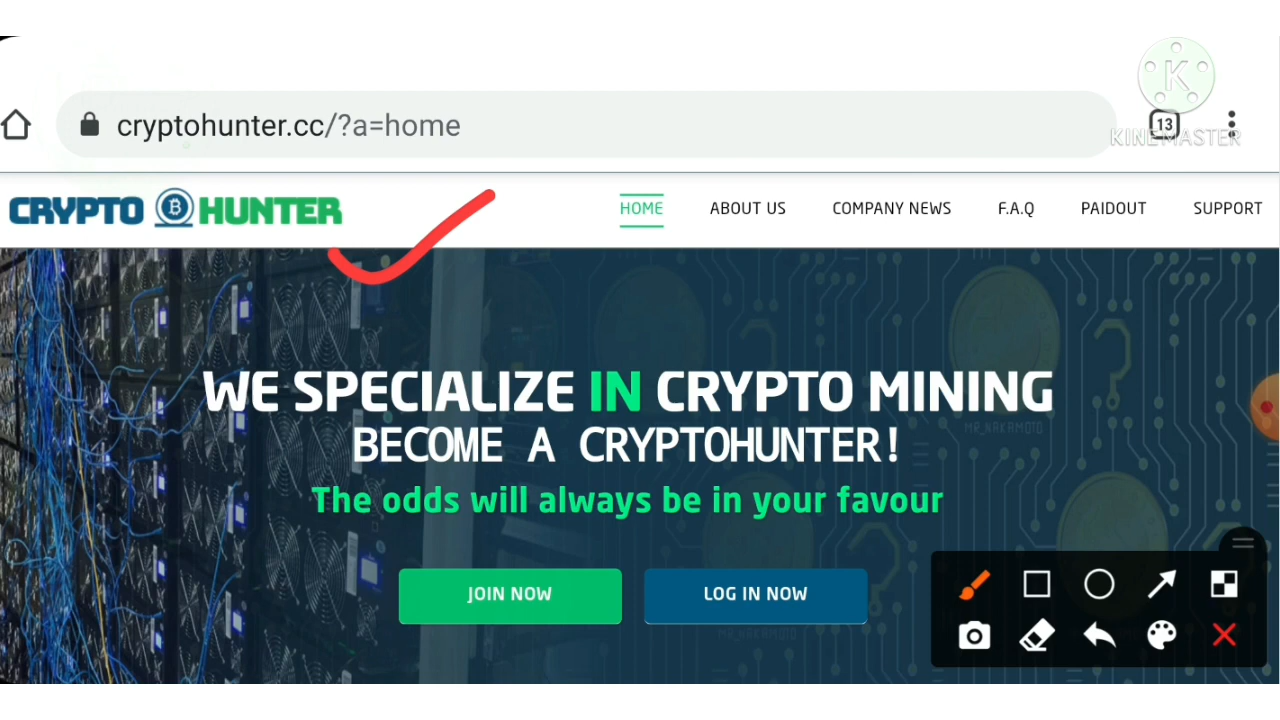 cryptohunter.cc/?a=home
13
KINEMASTER
CRYPTO HUNTER
HOME ABOUT US COMPANY NEWS F.A.Q PAIDOUT SUPPORT
WE SPECIALIZE IN CRYPTO MINING
MR_NAKAMOTO
BECOME A CRYPTOHUNTER!
The odds will always be in your favour
JOIN NOW LOG IN NOW